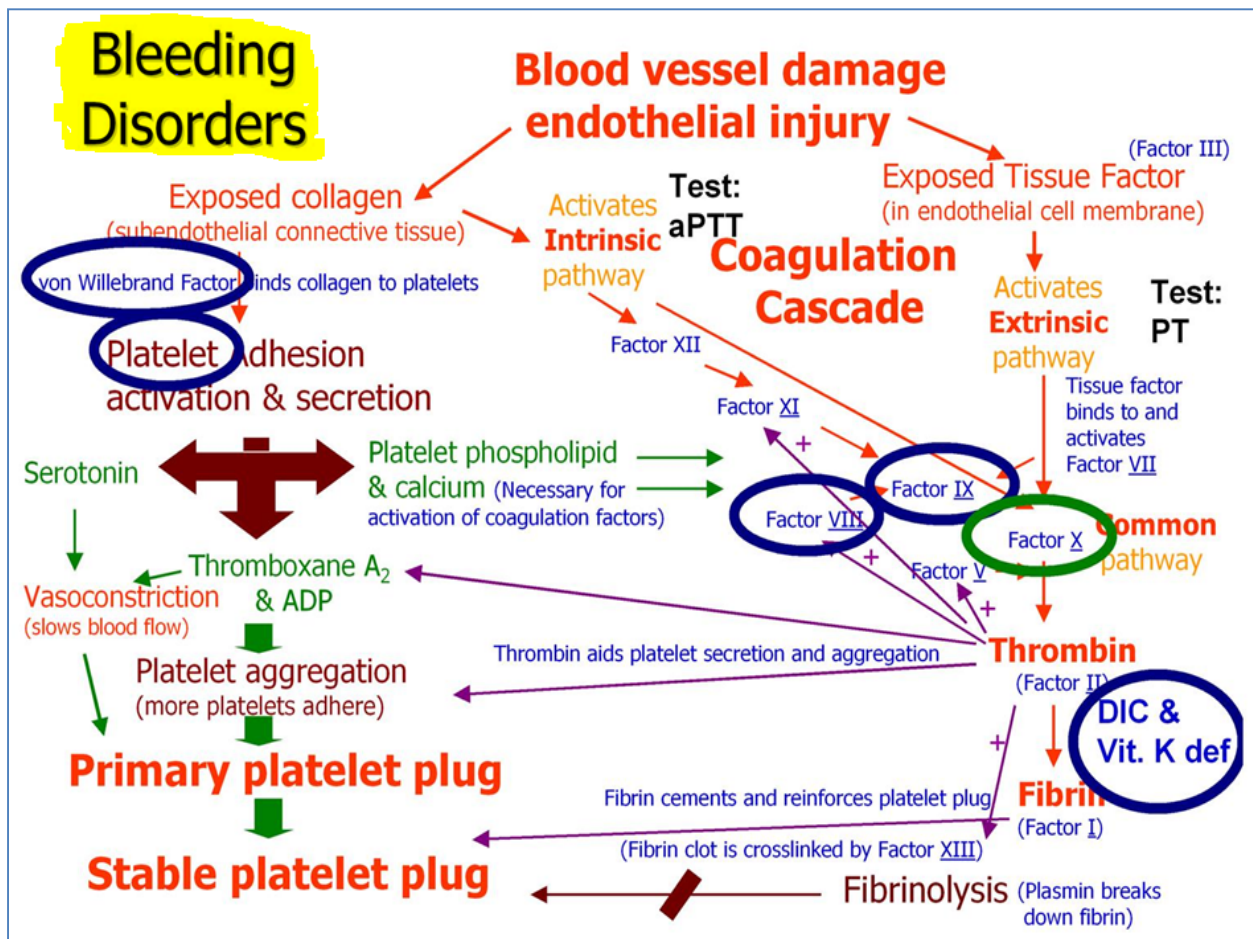 Bleeding
Disorders
Blood vessel damage
endothelial injury
Exposed collagen
(subendothelial connective tissue)
von Willebrand Factor inds collagen to platelets
Platelet Adhesion
activation & secretion
Serotonin
Platelet phospholipid
& calcium (Necessary for
activation of coagulation factors)
Thromboxane A₂
& ADP
Vasoconstriction
(slows blood flow)
Platelet aggregation
(more platelets adhere)
Primary platelet plug
Stable platelet plug
Activates
Intrinsic
pathway
Test:
aPTT
Coagulation
Cascade
Factor XII
Factor XI
+
Factor IX
Factor VIII
+
(Factor III)
Exposed Tissue Factor
(in endothelial cell membrane)
Activates
Extrinsic
pathway
Test:
PT
Tissue factor
binds to and
activates
Factor VII
Factor X
Common
pathway
Factor V
+
Thrombin aids platelet secretion and aggregation
Thrombin
(Factor II)
DIC &
Vit. K def
+
Fibrin cements and reinforces platelet plug
Fibrin
(Factor I)
(Fibrin clot is crosslinked by Factor XIII)
Fibrinolysis (Plasmin breaks
down fibrin)